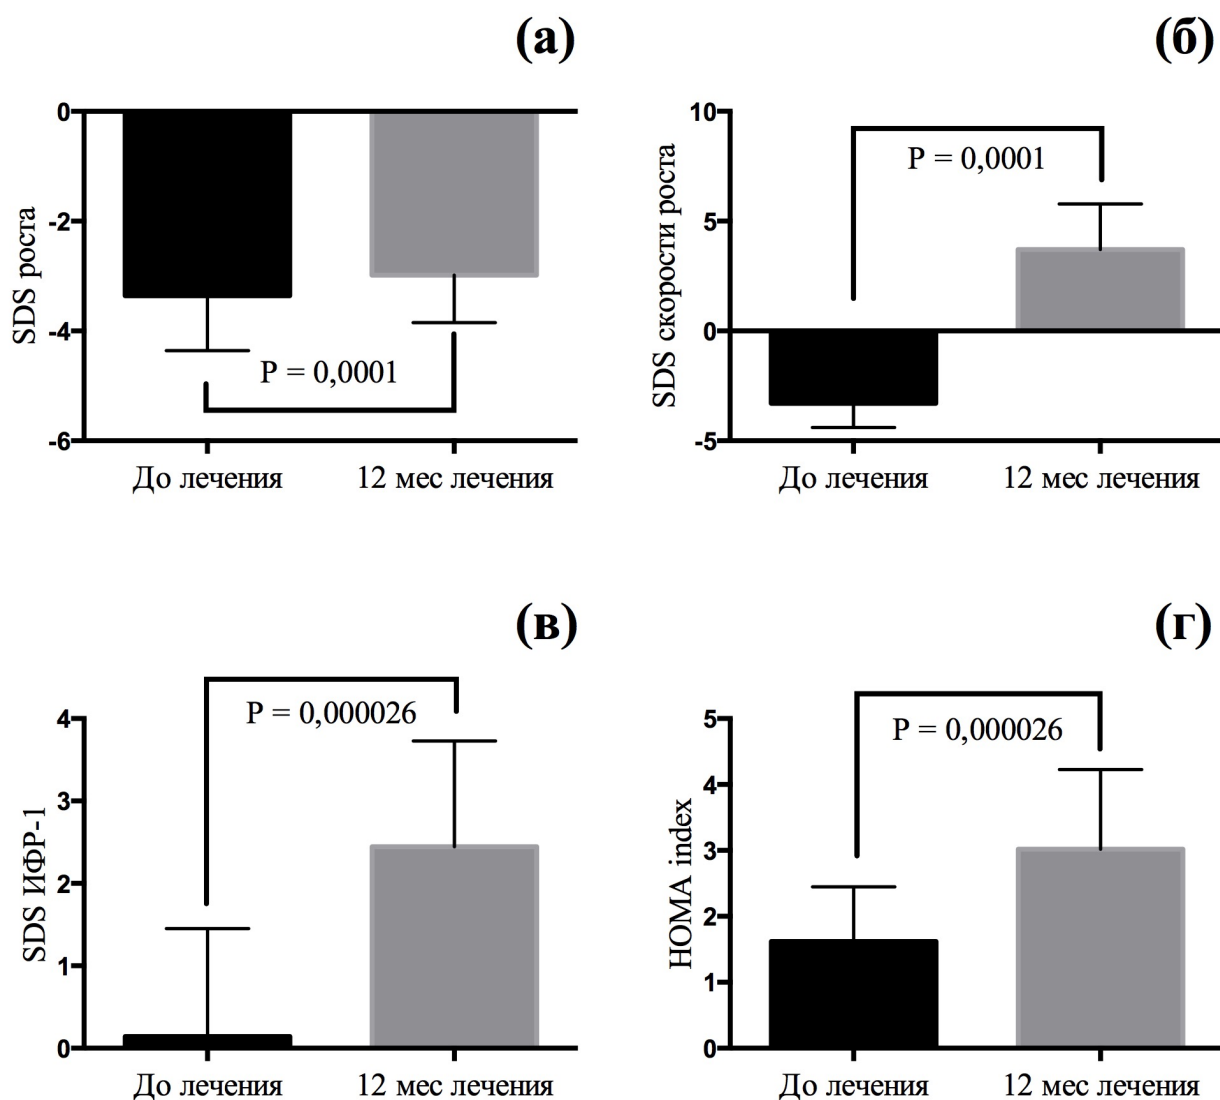 (а)
SDS роста
0
-2
-4
-6
P = 0,0001
До лечения
12 мес лечения
(б)
SDS скорости роста
10
5
0
-5
P = 0,0001
До лечения
12 мес лечения
(в)
SDS ИФР-1
4
3
2
1
0
P = 0,000026
До лечения
12 мес лечения
(г)
HOMA index
5
4
3
2
1
0
P = 0,000026
До лечения
12 мес лечения